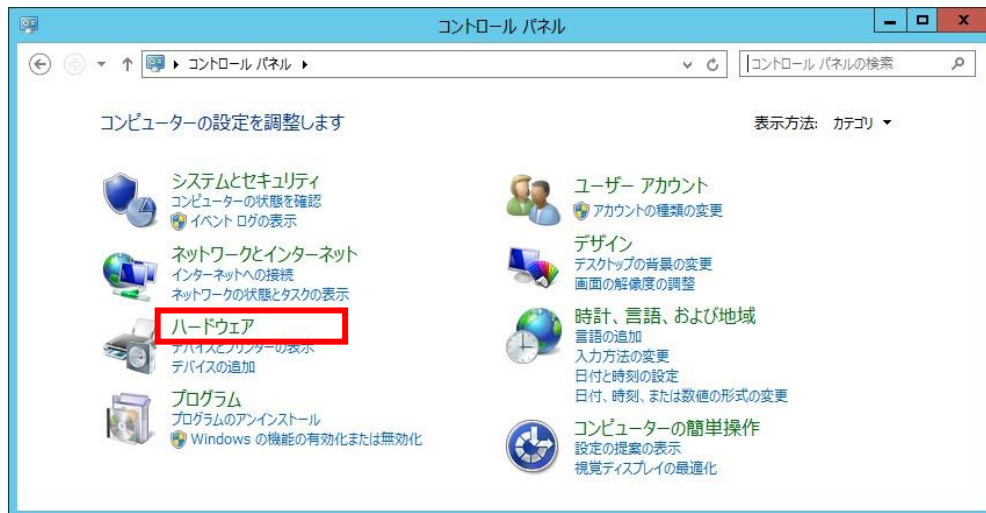 コントロール パネル
コントロール パネル
コントロール パネルの検索
コンピューターの設定を調整します
表示方法: カテゴリ
システムとセキュリティ
コンピューターの状態を確認
イベント ログの表示
ネットワークとインターネット
インターネットへの接続
ネットワークの状態とタスクの表示
ハードウェア
デバイスとプリンターの表示
デバイスの追加
プログラム
プログラムのアンインストール
Windows の機能の有効化または無効化
ユーザー アカウント
アカウントの種類の変更
デザイン
デスクトップの背景の変更
画面の解像度の調整
時計、言語、および地域
言語の追加
入力方法の変更
日付と時刻の設定
日付、時刻、または数値の形式の変更
コンピューターの簡単操作
設定の提案の表示
視覚ディスプレイの最適化